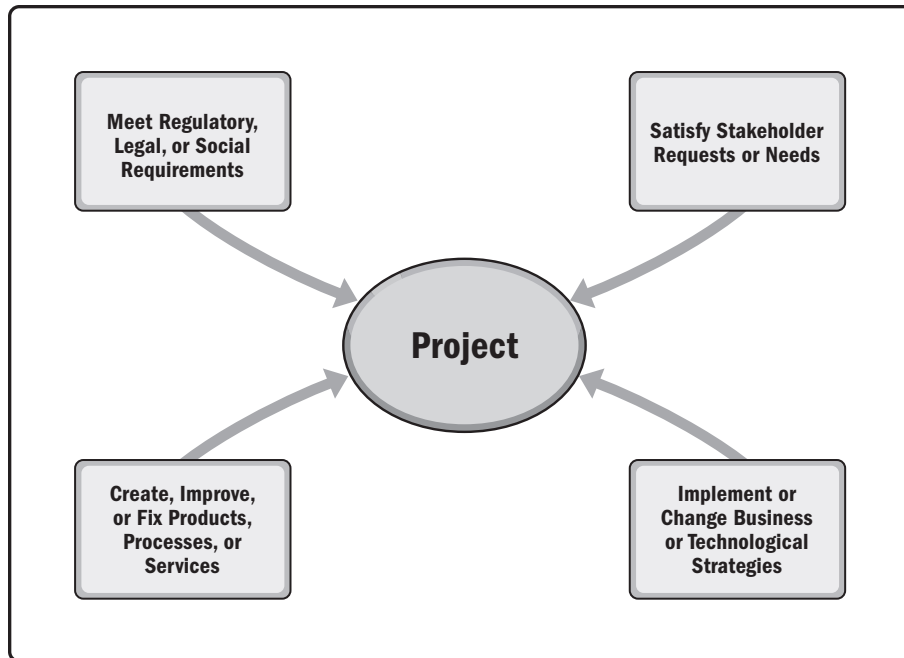 Meet Regulatory,
Legal, or Social
Requirements
Satisfy Stakeholder
Requests or Needs
Project
Create, Improve,
or Fix Products,
Processes, or
Services
Implement or
Change Business
or Technological
Strategies